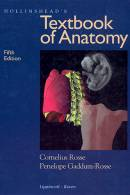 HOLLINSHEAD'S
Textbook
of Anatomy
Fifth
Edition
Cornelius Rosse
Penelope Gaddum-Rosse
Lippincott - Raven